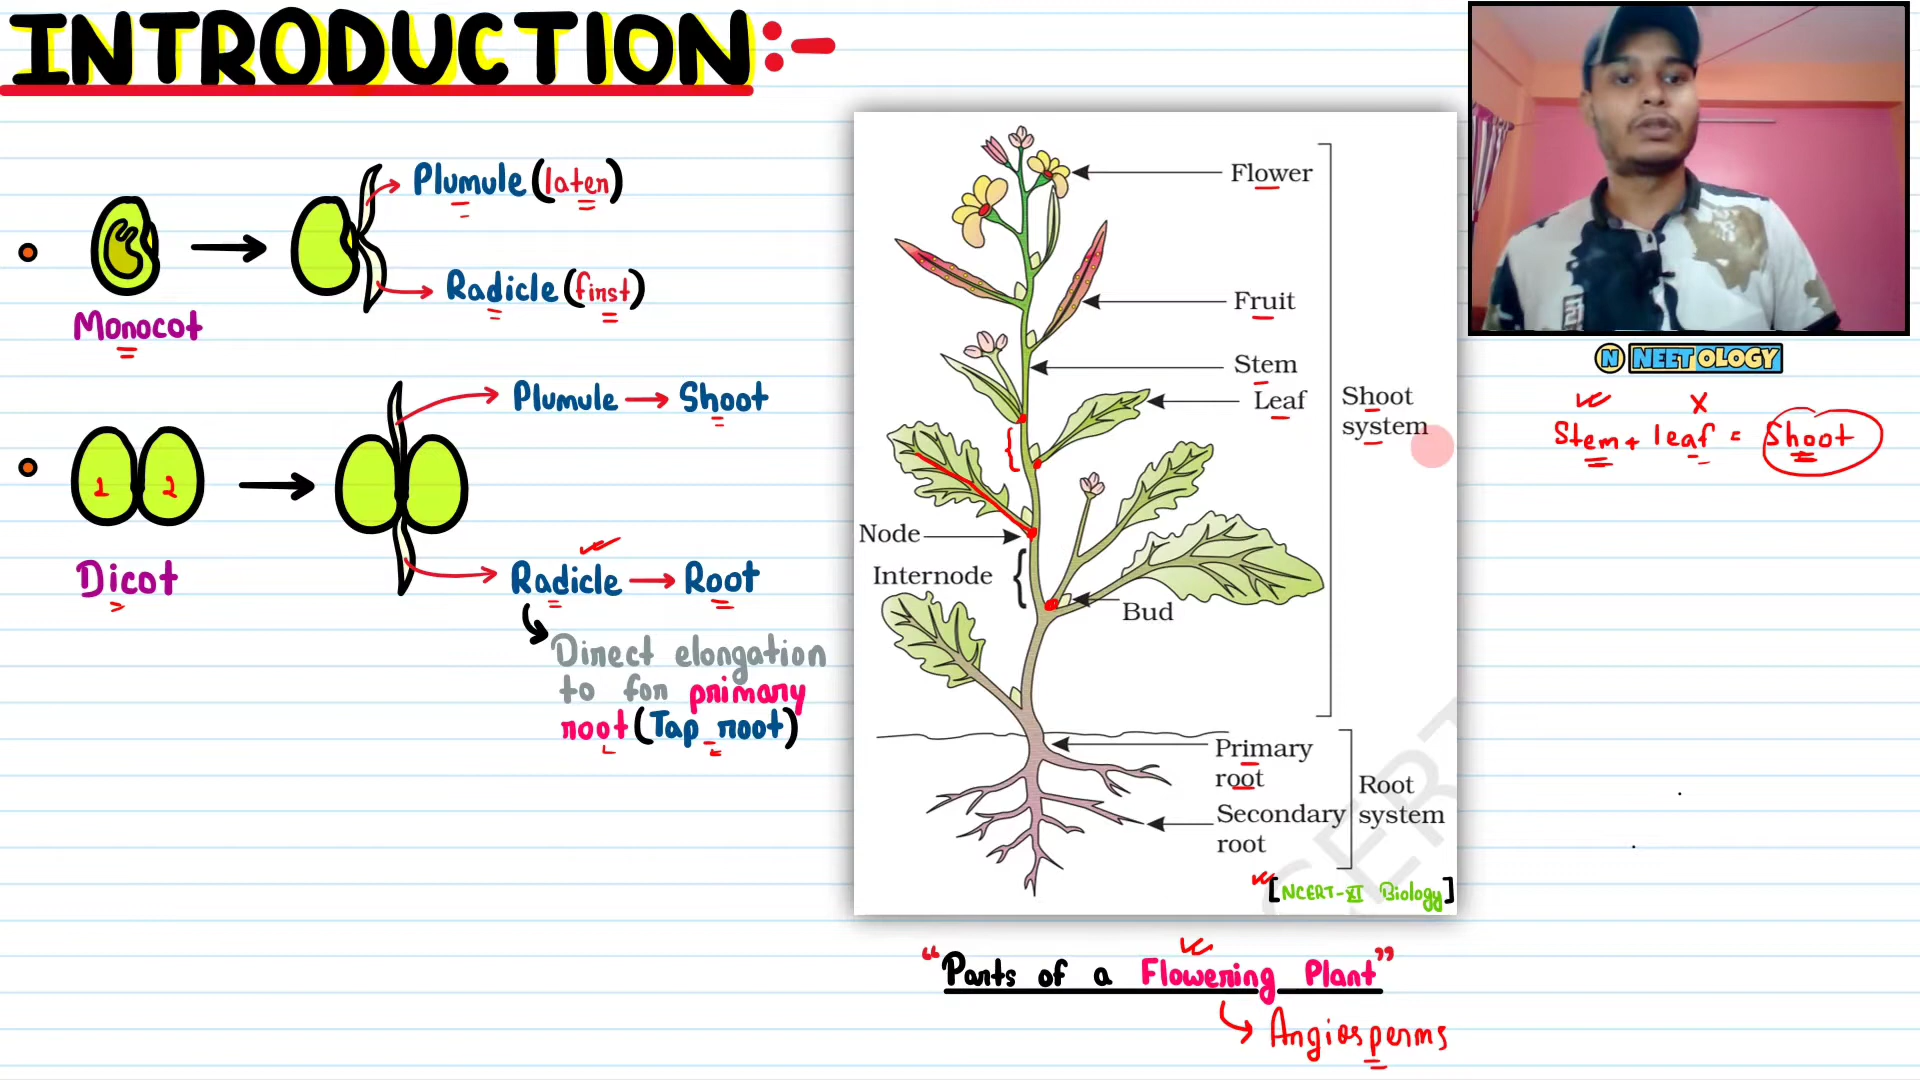 INTRODUCTION:-
Plumule (later)
Radicle (first)
Monocot
Plumule → Shoot
1 2
Dicot
Radicle → Root
Direct elongation
to for primary
root (Tap root)
Flower
Fruit
Stem
Leaf
Shoot
system
Node
Internode
Bud
Primary
root
Secondary
root
Root
system
[NCERT-XI Biology]
"Parts of a Flowering Plant"
Angiosperms
N NEETOLOGY
Stem + leaf = Shoot